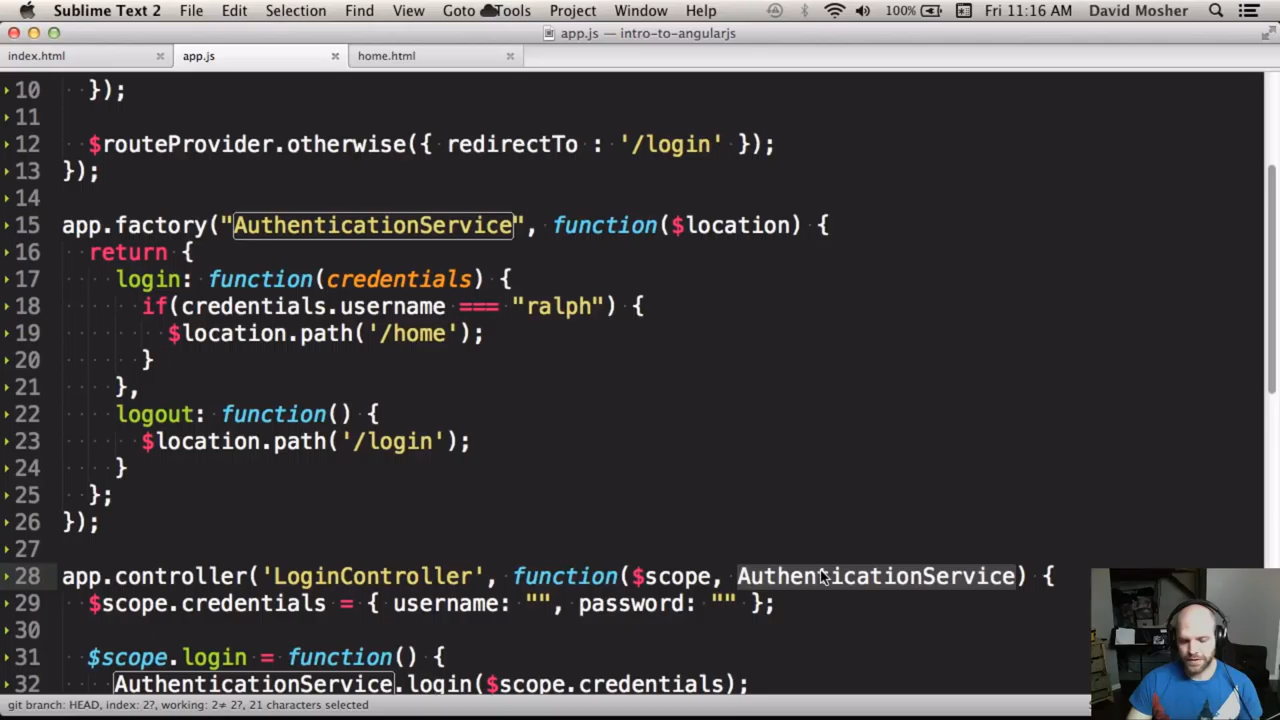 Sublime Text 2 File Edit Selection Find View Goto Tools Project Window Help 100% Fri 11:16 AM David Mosher
app.js — intro-to-angularjs
index.html app.js home.html
10 });
11
12 $routeProvider.otherwise({ redirectTo : '/login' });
13 });
14
15 app.factory("AuthenticationService", function($location) {
16 return {
17 login: function(credentials) {
18 if(credentials.username === "ralph") {
19 $location.path('/home');
20 }
21 },
22 logout: function() {
23 $location.path('/login');
24 }
25 };
26 });
27
28 app.controller('LoginController', function($scope, AuthenticationService) {
29 $scope.credentials = { username: "", password: "" };
30
31 $scope.login = function() {
32 AuthenticationService.login($scope.credentials);
git branch: HEAD, index: 2?, working: 2≠ 2?, 21 characters selected